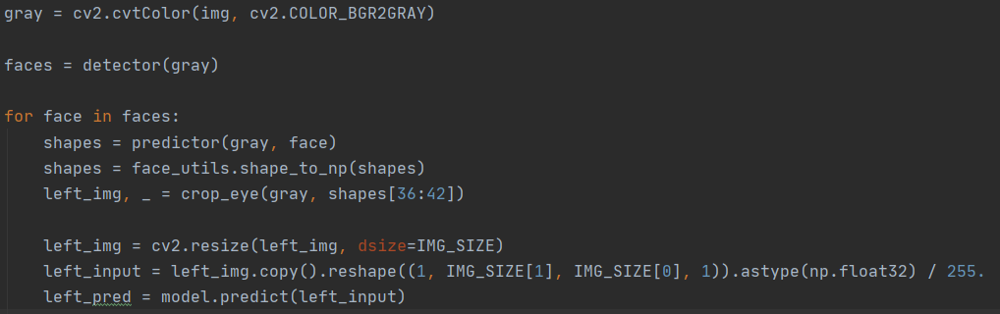 gray = cv2.cvtColor(img, cv2.COLOR_BGR2GRAY)
faces = detector(gray)
for face in faces:
    shapes = predictor(gray, face)
    shapes = face_utils.shape_to_np(shapes)
    left_img, _ = crop_eye(gray, shapes[36:42])
    left_img = cv2.resize(left_img, dsize=IMG_SIZE)
    left_input = left_img.copy().reshape((1, IMG_SIZE[1], IMG_SIZE[0], 1)).astype(np.float32) / 255.
    left_pred = model.predict(left_input)